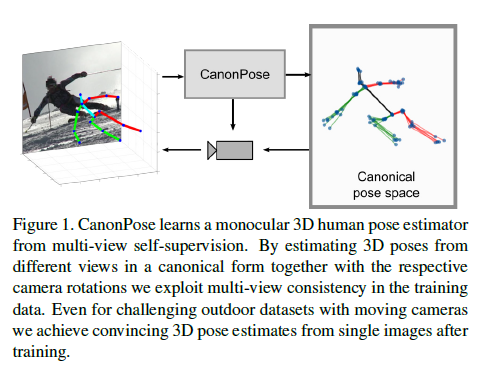 CanonPose
Canonical
pose space
Figure 1. CanonPose learns a monocular 3D human pose estimator
from multi-view self-supervision. By estimating 3D poses from
different views in a canonical form together with the respective
camera rotations we exploit multi-view consistency in the training
data. Even for challenging outdoor datasets with moving cameras
we achieve convincing 3D pose estimates from single images after
training.